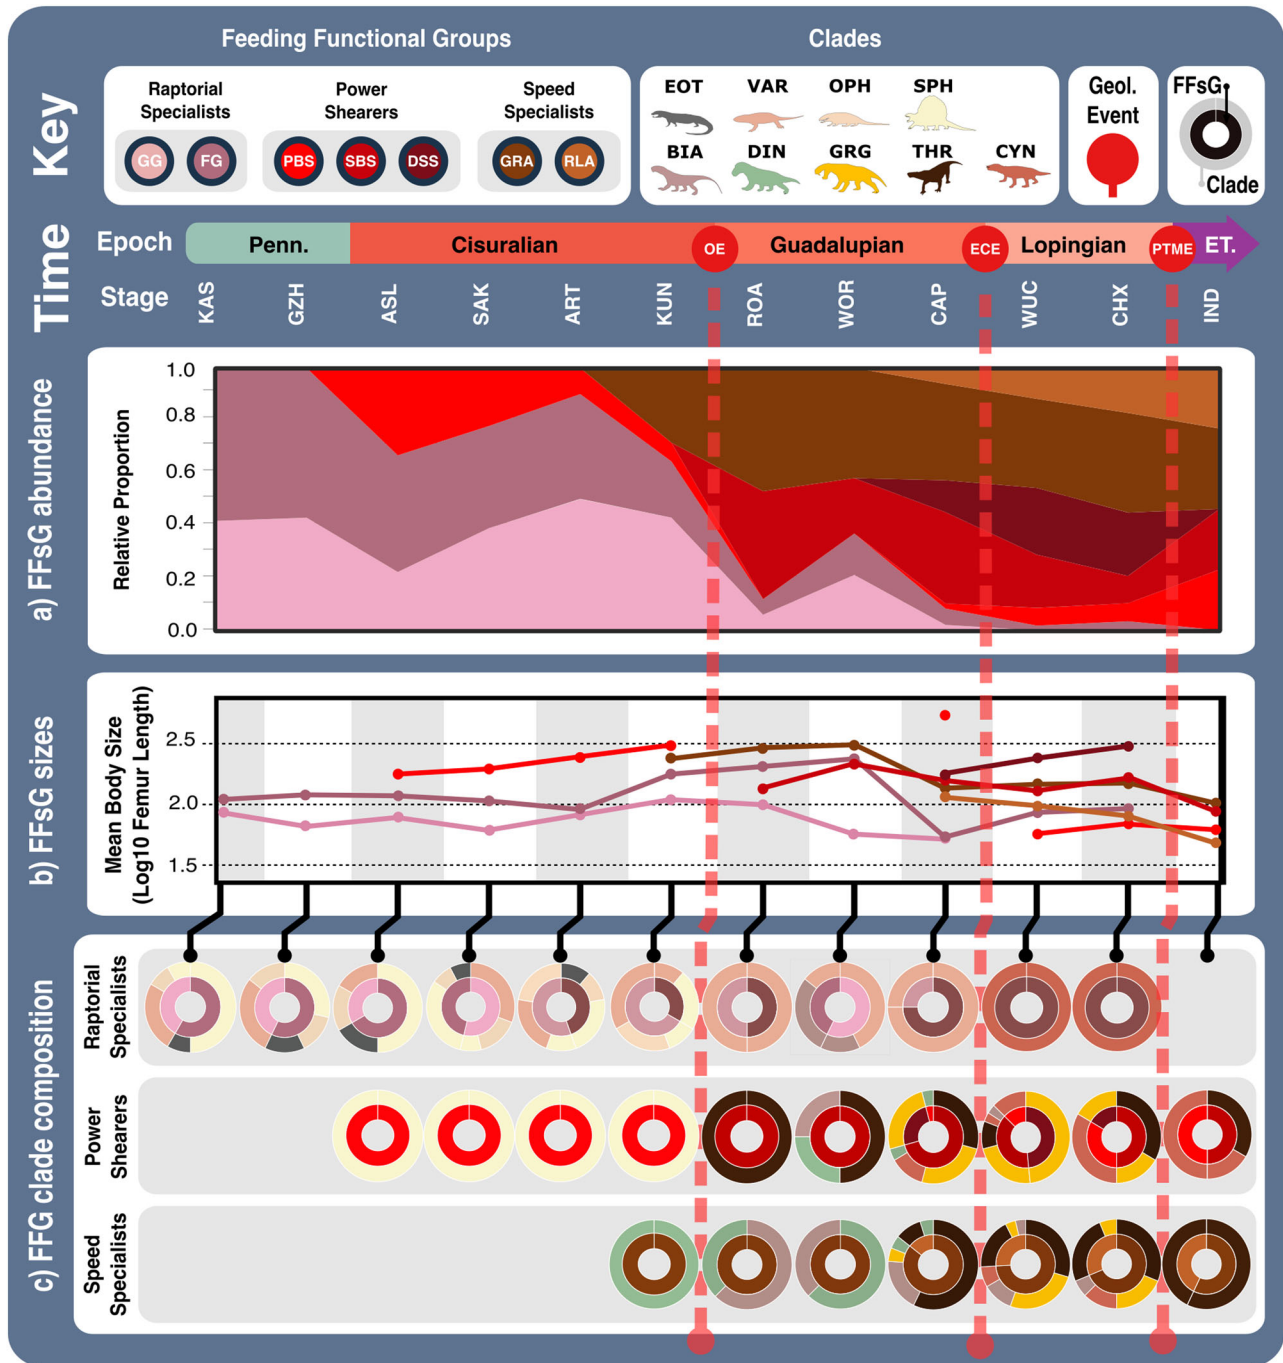 Feeding Functional Groups
Clades
Key
Raptorial
Specialists
Power
Shearers
Speed
Specialists
GG
FG
PBS
SBS
DSS
GRA
RLA
EOT
VAR
OPH
SPH
BIA
DIN
GRG
THR
CYN
Geol.
Event
FFsG
Clade
Time
Epoch
Penn.
Cisuralian
OE
Guadalupian
ECE
Lopingian
PTME
ET.
Stage
KAS
GZH
ASL
SAK
ART
KUN
ROA
WOR
CAP
WUC
CHX
IND
a) FFsG abundance
Relative Proportion
1.0
0.8
0.6
0.4
0.2
0.0
b) FFsG sizes
Mean Body Size
(Log10 Femur Length)
2.5
2.0
1.5
c) FFG clade composition
Raptorial
Specialists
Power
Shearers
Speed
Specialists